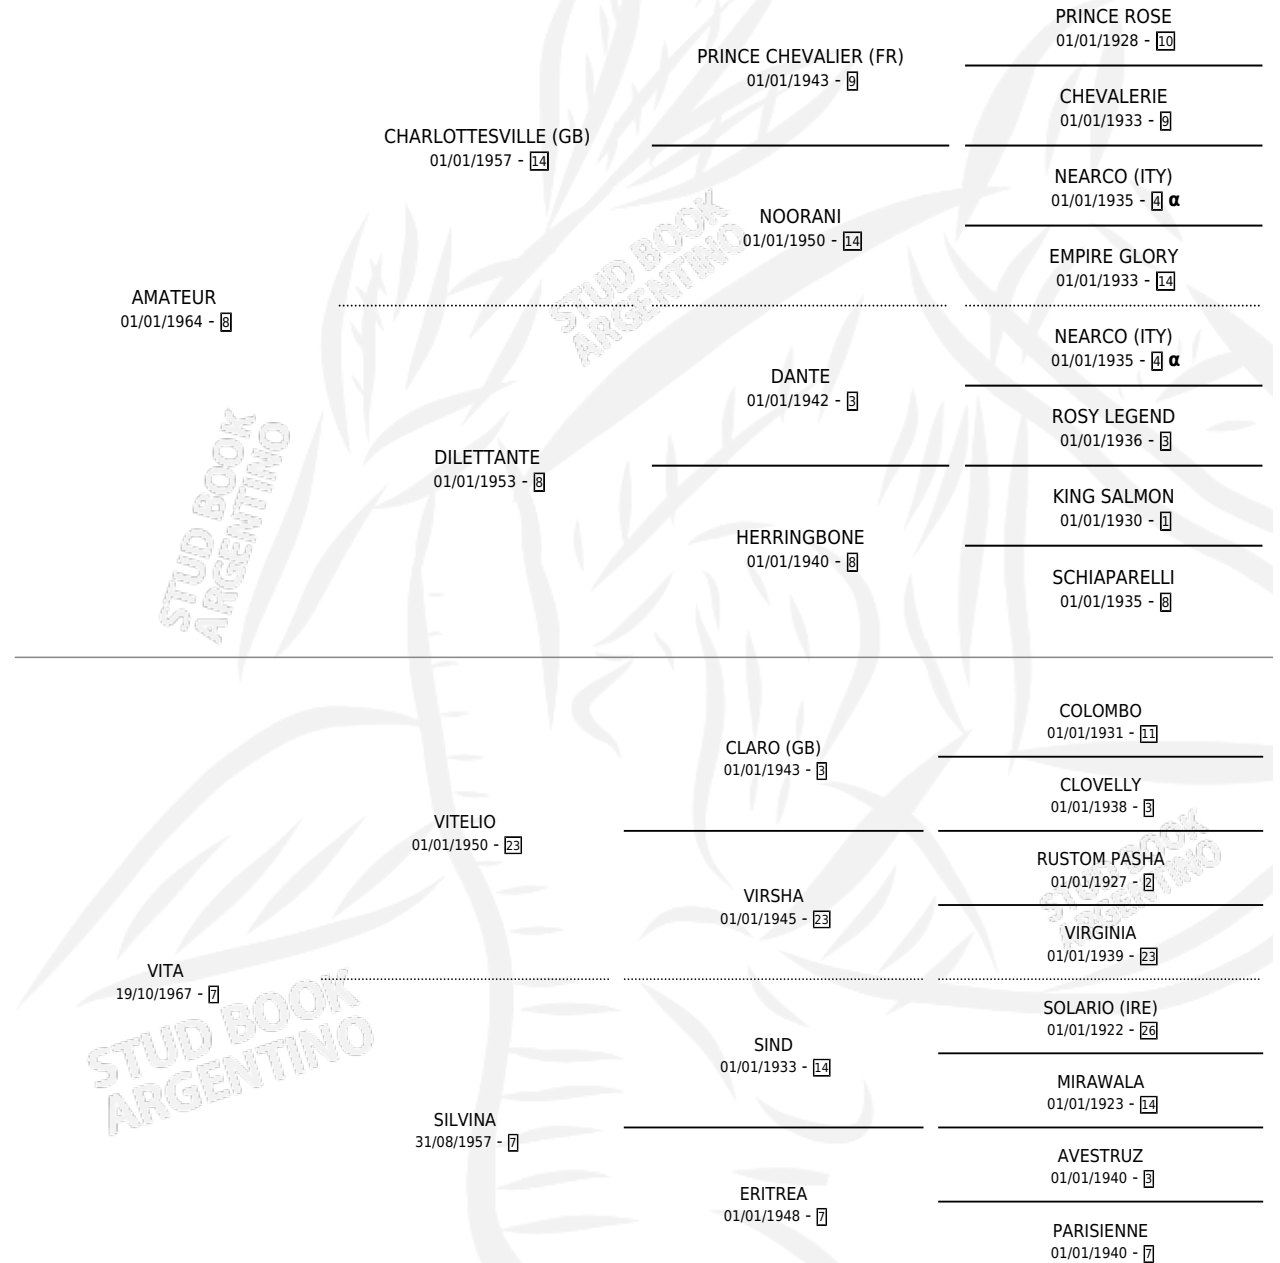 PRINCE ROSE
01/01/1928 - 10
PRINCE CHEVALIER (FR)
01/01/1943 - 9
CHEVALERIE
01/01/1933 - 9
CHARLOTTESVILLE (GB)
01/01/1957 - 14
NEARCO (ITY)
01/01/1935 - 4 α
NOORANI
01/01/1950 - 14
EMPIRE GLORY
01/01/1933 - 14
STUD BOOK
ARGENTINO
AMATEUR
01/01/1964 - 8
NEARCO (ITY)
01/01/1935 - 4 α
DANTE
01/01/1942 - 3
ROSY LEGEND
01/01/1936 - 3
DILETTANTE
01/01/1953 - 8
KING SALMON
01/01/1930 - 1
HERRINGBONE
01/01/1940 - 8
SCHIAPARELLI
01/01/1935 - 8
STUD BOOK
ARGENTINO
COLOMBO
01/01/1931 - 11
CLARO (GB)
01/01/1943 - 3
CLOVELLY
01/01/1938 - 3
VITELIO
01/01/1950 - 23
RUSTOM PASHA
01/01/1927 - 2
VIRSHA
01/01/1945 - 23
VIRGINIA
01/01/1939 - 23
STUD BOOK
ARGENTINO
VITA
19/10/1967 - 7
SOLARIO (IRE)
01/01/1922 - 26
SIND
01/01/1933 - 14
MIRAWALA
01/01/1923 - 14
SILVINA
31/08/1957 - 7
AVESTRUZ
01/01/1940 - 3
ERITREA
01/01/1948 - 7
PARISIENNE
01/01/1940 - 7
STUD BOOK
ARGENTINO